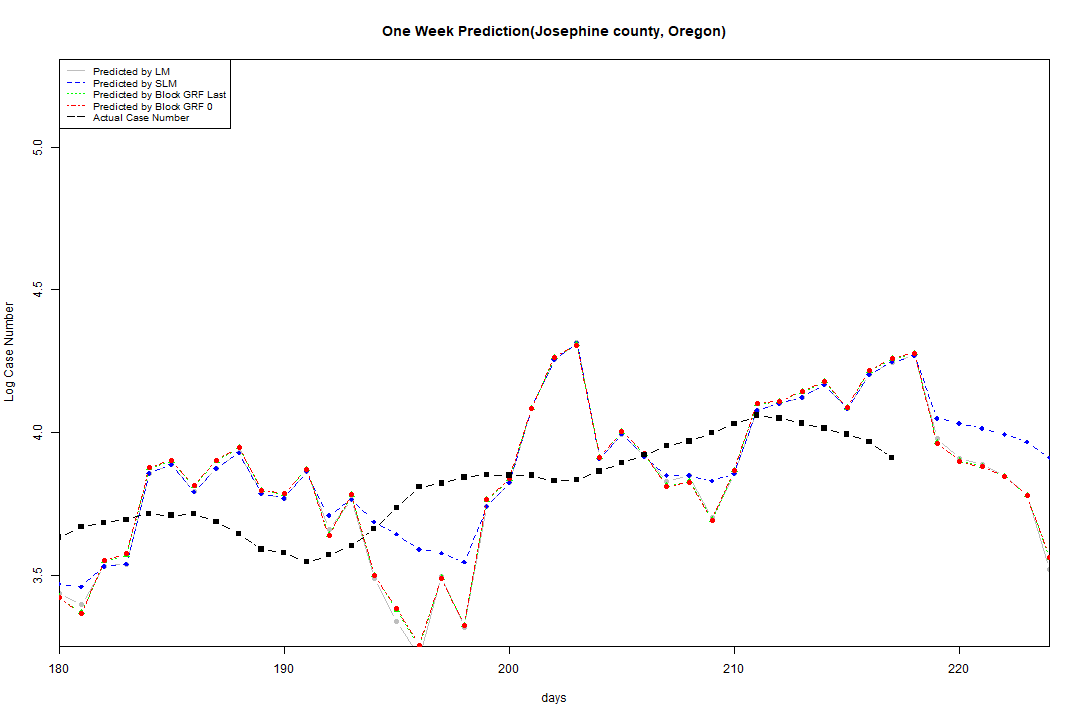 One Week Prediction(Josephine county, Oregon)
Predicted by LM
Predicted by SLM
Predicted by Block GRF Last
Predicted by Block GRF 0
Actual Case Number
5.0
4.5
4.0
3.5
Log Case Number
180 190 200 210 220
days